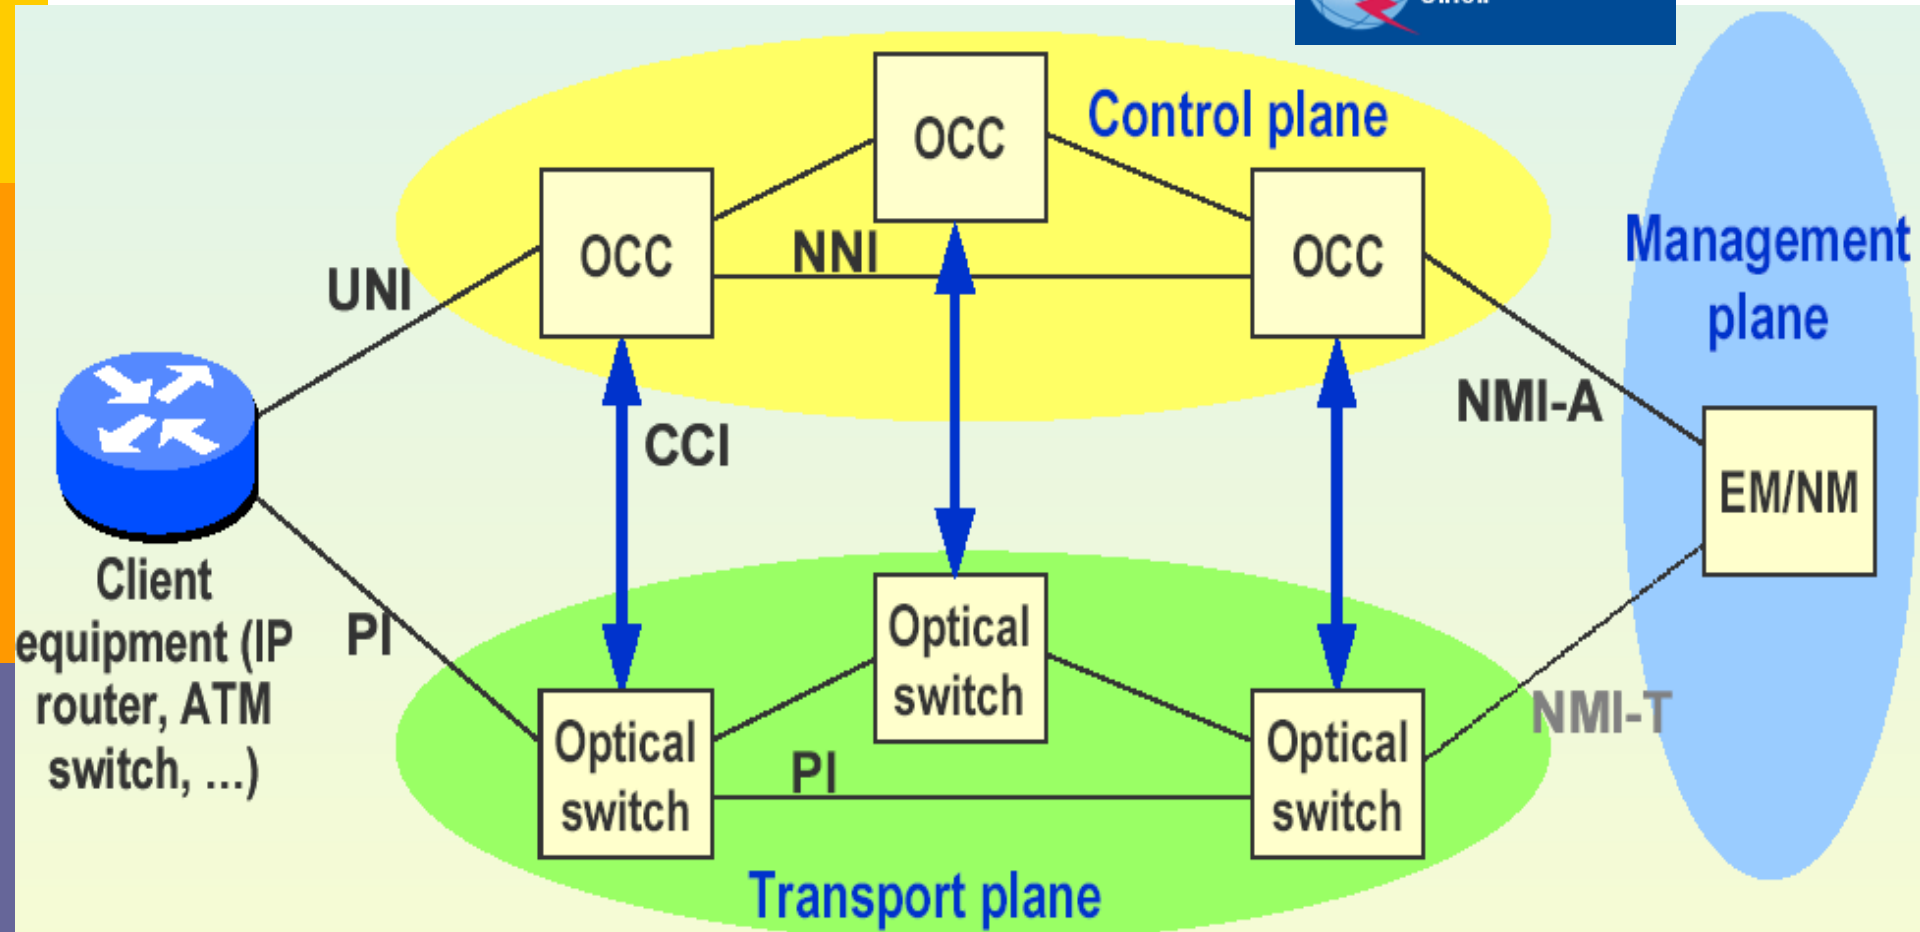 OCC
Control plane
OCC
NNI
OCC
UNI
Management
plane
CCI
NMI-A
EM/NM
Client
equipment (IP
router, ATM
switch, ...)
PI
Optical
switch
Optical
switch
PI
Optical
switch
NMI-T
Transport plane